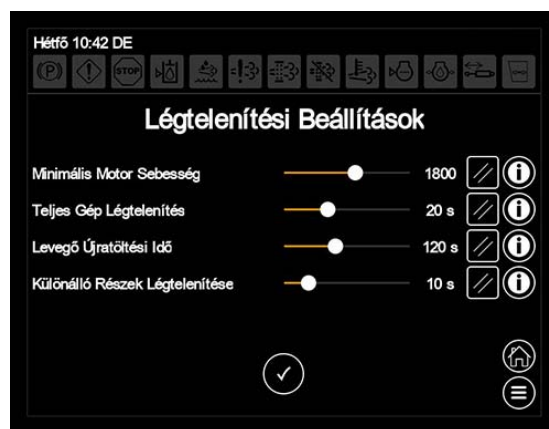 Hétfő 10:42 DE
(P) STOP
Légtelenítési Beállítások
Minimális Motor Sebesség 1800
Teljes Gép Légtelenítés 20 s
Levegő Újratöltési Idő 120 s
Különálló Részek Légtelenítése 10 s